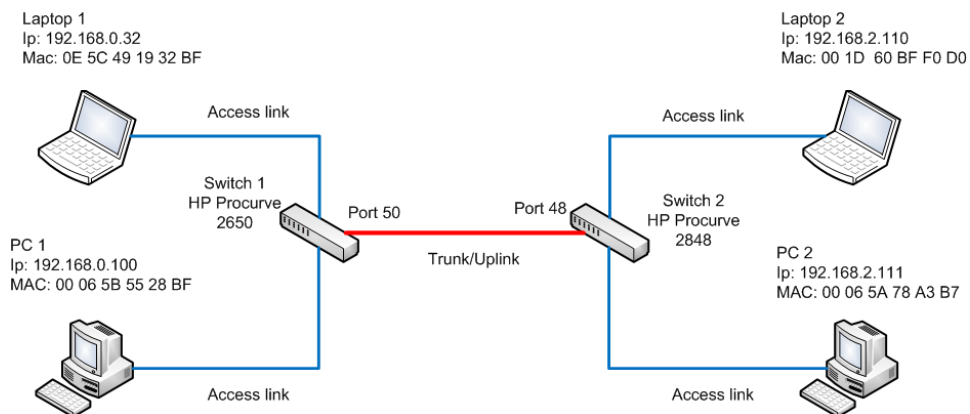 Laptop 1
Ip: 192.168.0.32
Mac: 0E 5C 49 19 32 BF
Laptop 2
Ip: 192.168.2.110
Mac: 00 1D 60 BF F0 D0
Access link
Access link
Switch 1
HP Procurve
2650
Port 50
Port 48
Switch 2
HP Procurve
2848
Trunk/Uplink
PC 1
Ip: 192.168.0.100
MAC: 00 06 5B 55 28 BF
PC 2
Ip: 192.168.2.111
MAC: 00 06 5A 78 A3 B7
Access link
Access link